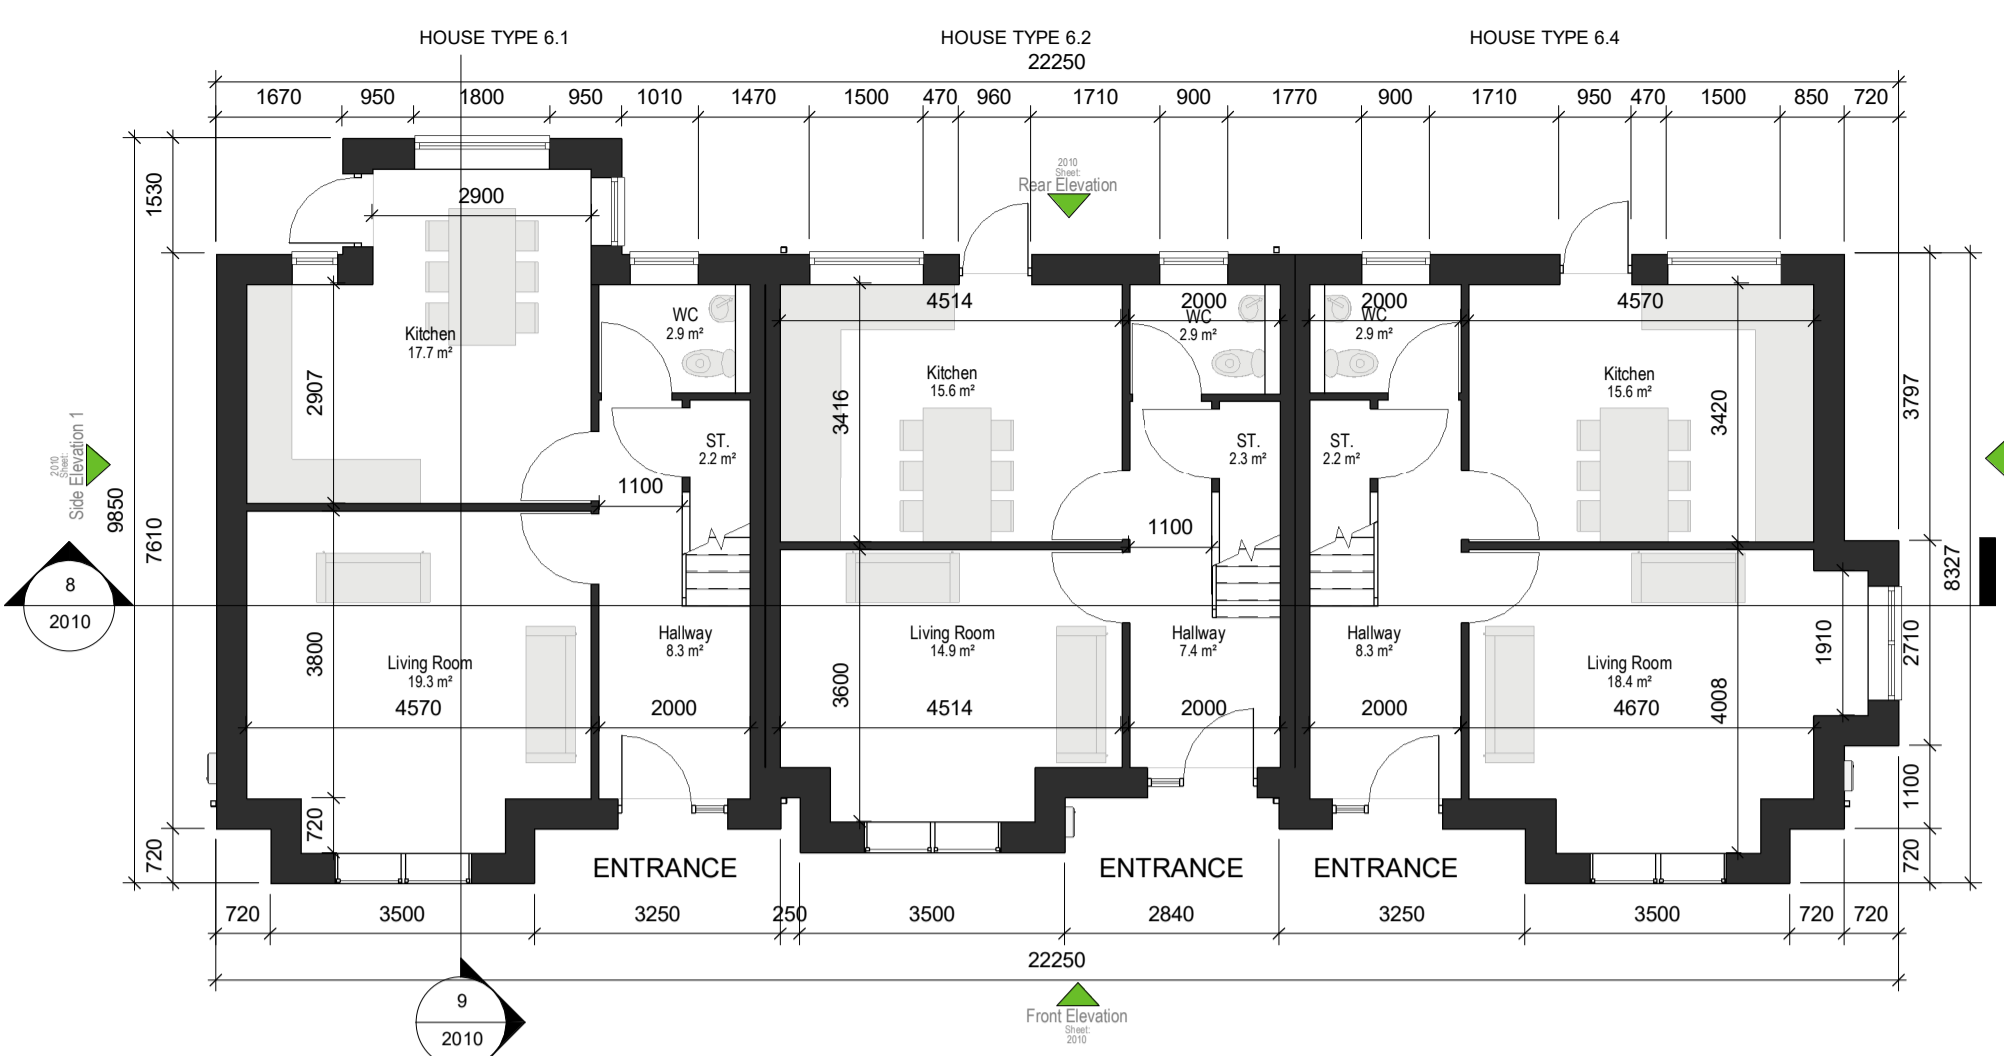 HOUSE TYPE 6.1
HOUSE TYPE 6.2
HOUSE TYPE 6.4
22250
1670 950 1800 950 1010 1470 1500 470 960 1710 900 1770 900 1710 950 470 1500 850 720
2010
Sheet:
Rear Elevation
1530
2900
4514
2000
2000
4570
WC
2.9 m²
WC
2.9 m²
WC
2.9 m²
Kitchen
17.7 m²
Kitchen
15.6 m²
Kitchen
15.6 m²
2907
3416
3420
3797
ST.
2.2 m²
ST.
2.3 m²
ST.
2.2 m²
2010
Sheet:
Side Elevation 1
9850
7610
1100
1100
8327
8
2010
Living Room
19.3 m²
Hallway
8.3 m²
Living Room
14.9 m²
Hallway
7.4 m²
Hallway
8.3 m²
Living Room
18.4 m²
3800
3600
4008
1910
2710
4570
2000
4514
2000
2000
4670
1100
720
720
720
ENTRANCE
ENTRANCE
ENTRANCE
720 3500 3250 250 3500 2840 3250 3500 720 720
22250
9
2010
Front Elevation
Sheet:
2010